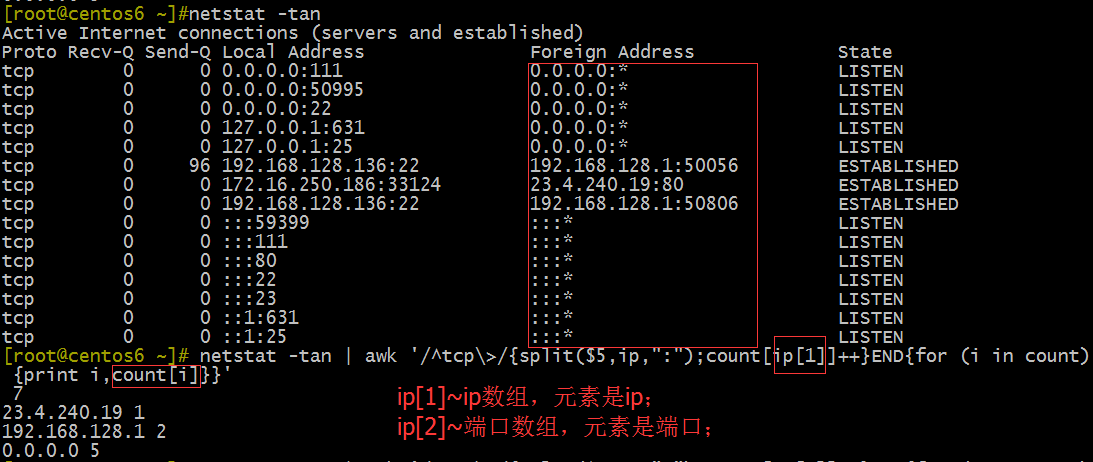 [root@centos6 ~]#netstat -tan
Active Internet connections (servers and established)
Proto Recv-Q Send-Q Local Address Foreign Address State
tcp 0 0 0.0.0.0:111 0.0.0.0:* LISTEN
tcp 0 0 0.0.0.0:50995 0.0.0.0:* LISTEN
tcp 0 0 0.0.0.0:22 0.0.0.0:* LISTEN
tcp 0 0 127.0.0.1:631 0.0.0.0:* LISTEN
tcp 0 0 127.0.0.1:25 0.0.0.0:* LISTEN
tcp 0 96 192.168.128.136:22 192.168.128.1:50056 ESTABLISHED
tcp 0 0 172.16.250.186:33124 23.4.240.19:80 ESTABLISHED
tcp 0 0 192.168.128.136:22 192.168.128.1:50806 ESTABLISHED
tcp 0 0 :::59399 :::* LISTEN
tcp 0 0 :::111 :::* LISTEN
tcp 0 0 :::80 :::* LISTEN
tcp 0 0 :::22 :::* LISTEN
tcp 0 0 :::23 :::* LISTEN
tcp 0 0 ::1:631 :::* LISTEN
tcp 0 0 ::1:25 :::* LISTEN
[root@centos6 ~]# netstat -tan | awk '/^tcp\>/{split($5,ip,":");count[ip[1]]++}END{for (i in count)
{print i,count[i]}}'
7
23.4.240.19 1
192.168.128.1 2
0.0.0.0 5
ip[1]~ip数组，元素是ip；
ip[2]~端口数组，元素是端口；